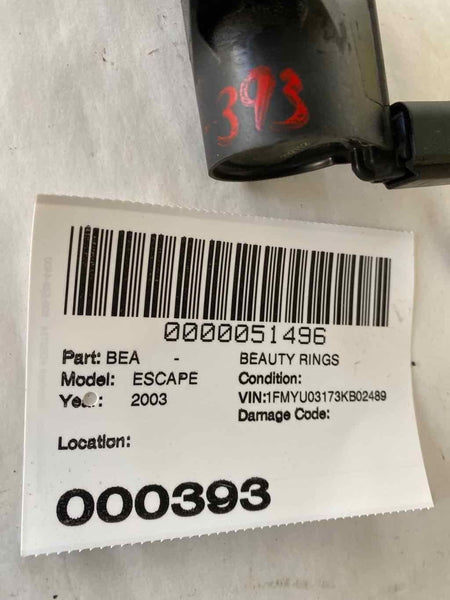 393
0000051496
Part: BEA - BEAUTY RINGS
Model: ESCAPE Condition:
Year: 2003 VIN:1FMYU03173KB02489
Damage Code:
Location:
000393